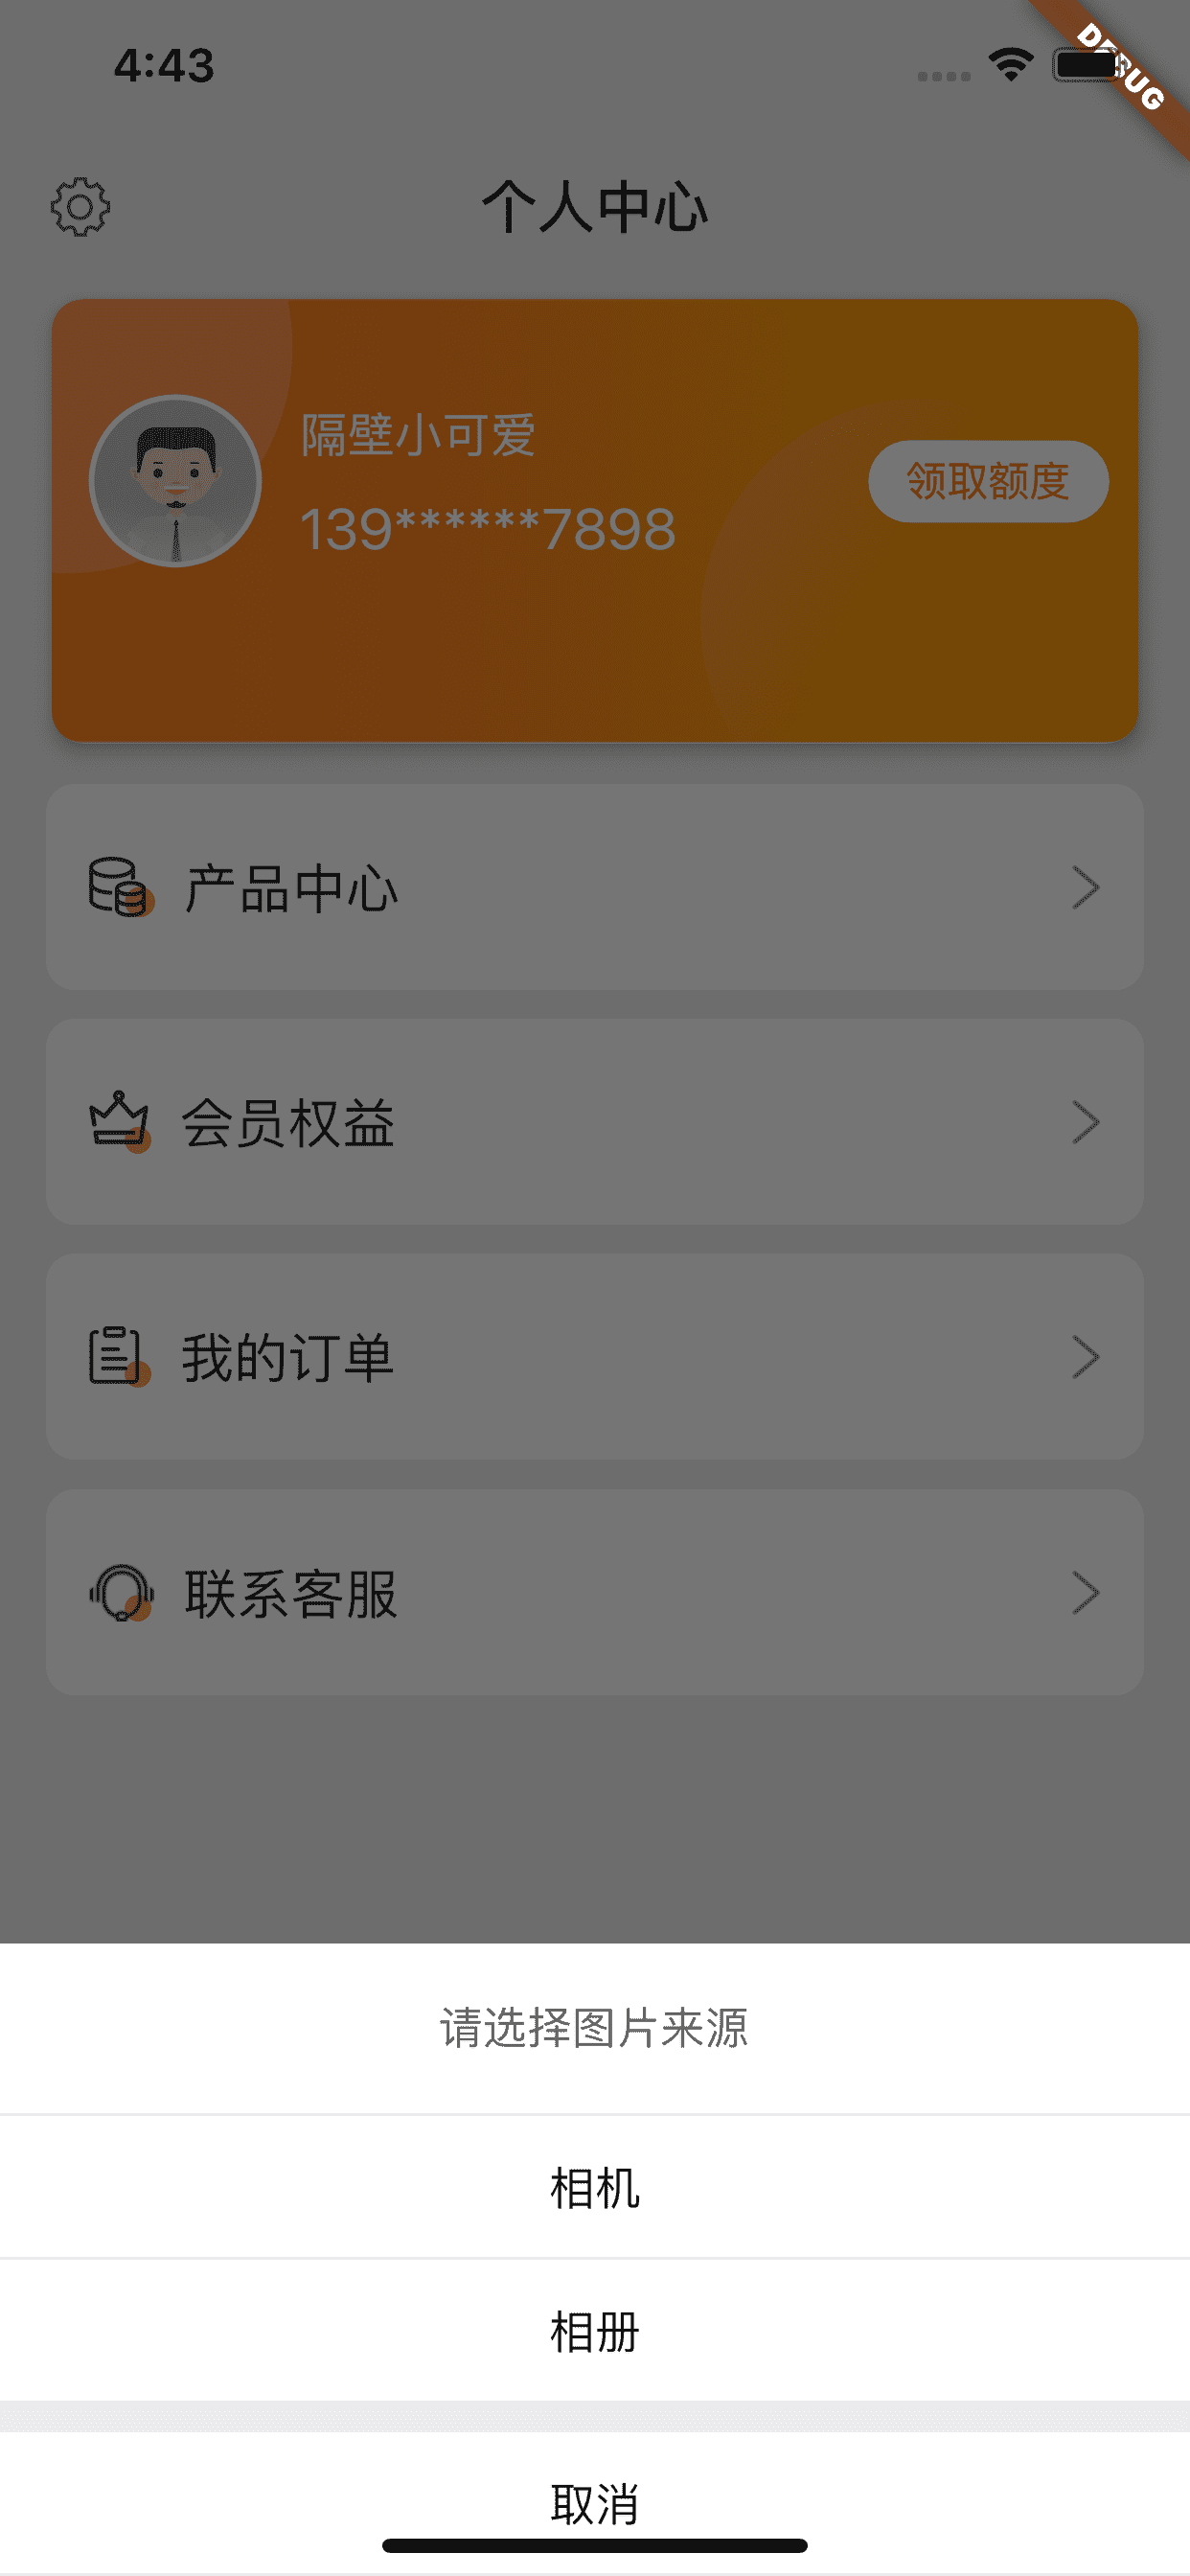 4:43
DEBUG
个人中心
隔壁小可爱
领取额度
139******7898
产品中心
会员权益
我的订单
联系客服
请选择图片来源
相机
相册
取消